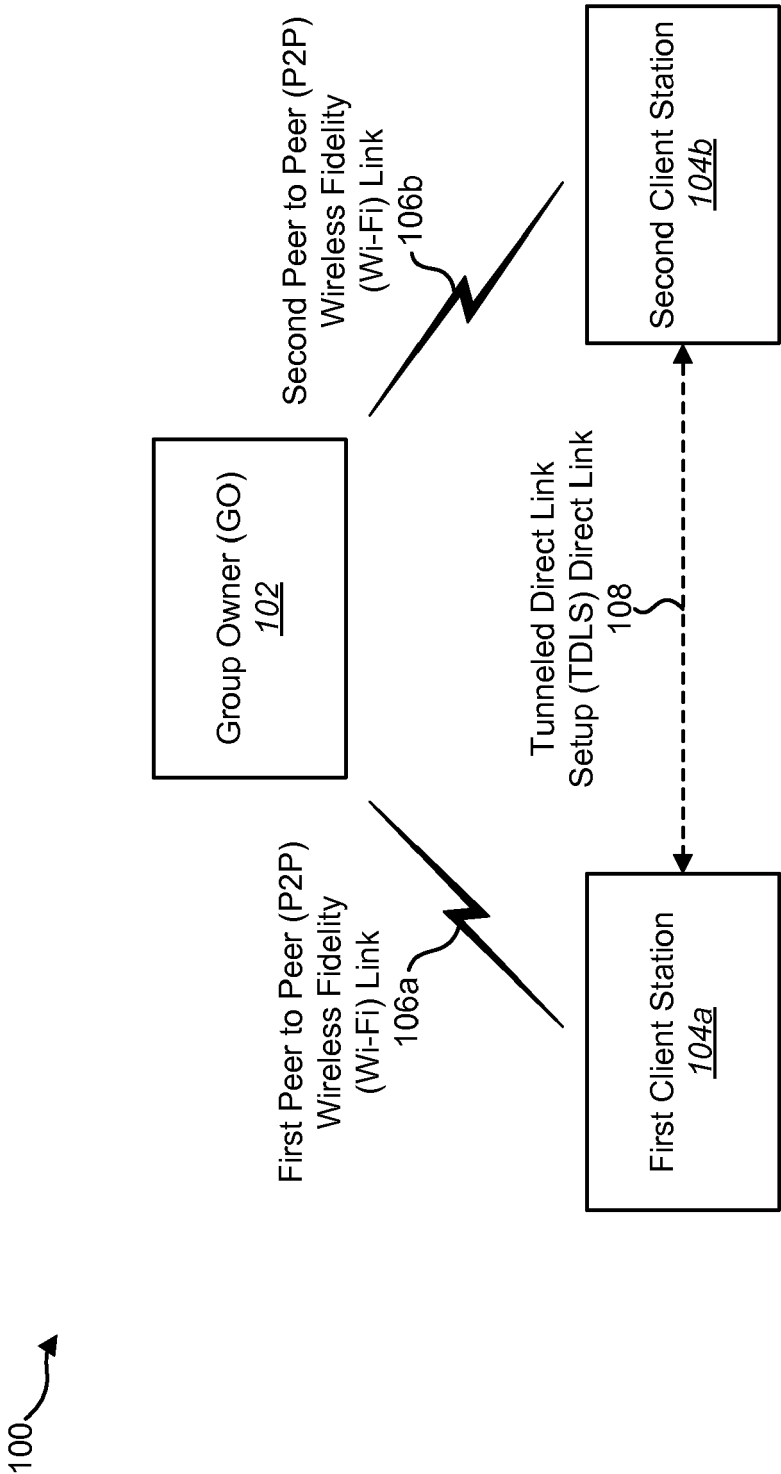 100
Group Owner (GO)
102
First Peer to Peer (P2P)
Wireless Fidelity
(Wi-Fi) Link
106a
Second Peer to Peer (P2P)
Wireless Fidelity
(Wi-Fi) Link
106b
Tunneled Direct Link
Setup (TDLS) Direct Link
108
First Client Station
104a
Second Client Station
104b